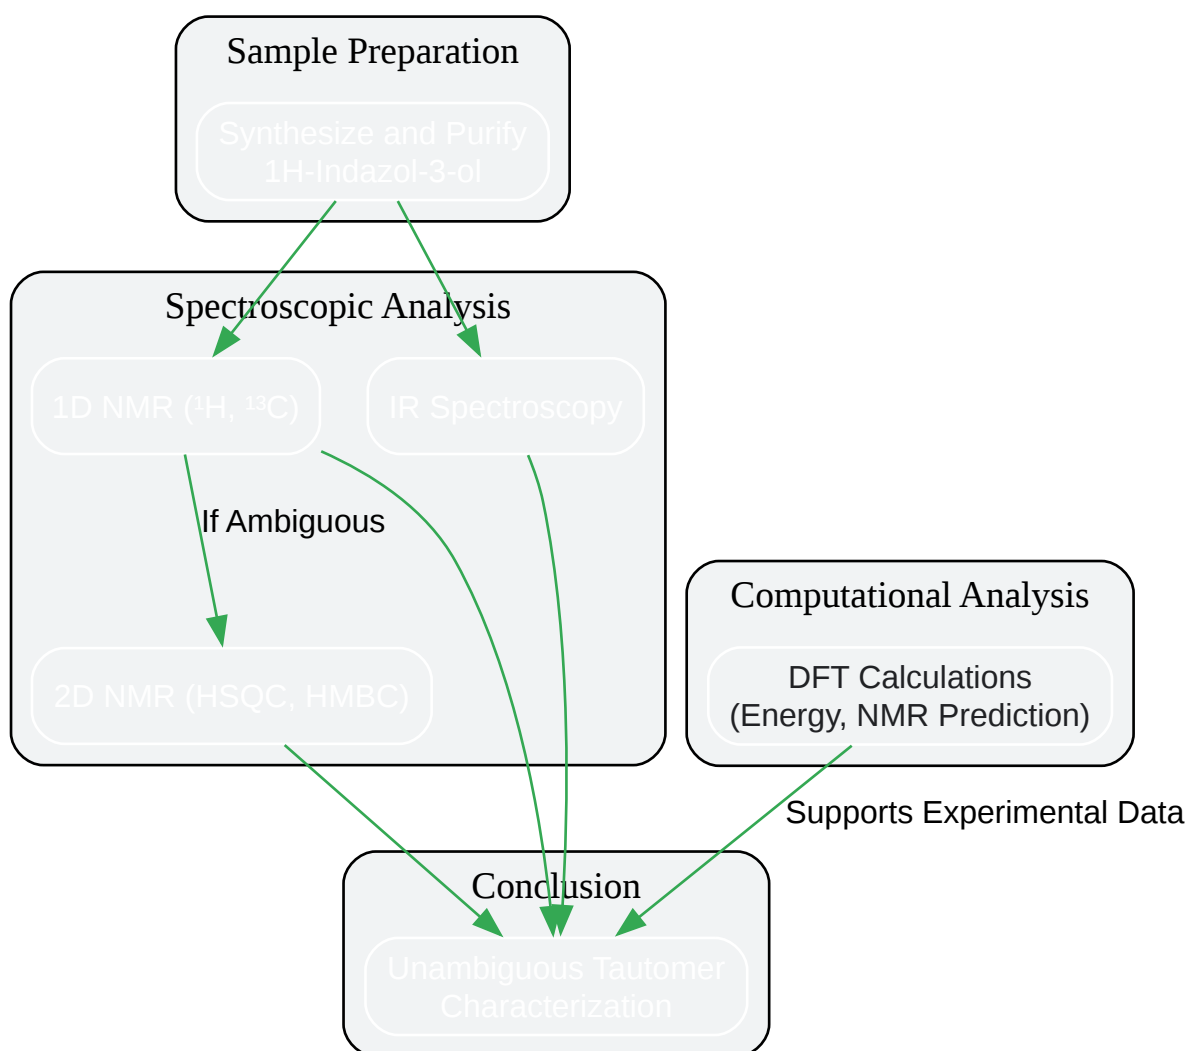 Sample Preparation
Synthesize and Purify
1H-Indazol-3-ol
Spectroscopic Analysis
1D NMR (¹H, ¹³C)
IR Spectroscopy
If Ambiguous
2D NMR (HSQC, HMBC)
Computational Analysis
DFT Calculations
(Energy, NMR Prediction)
Supports Experimental Data
Conclusion
Unambiguous Tautomer
Characterization